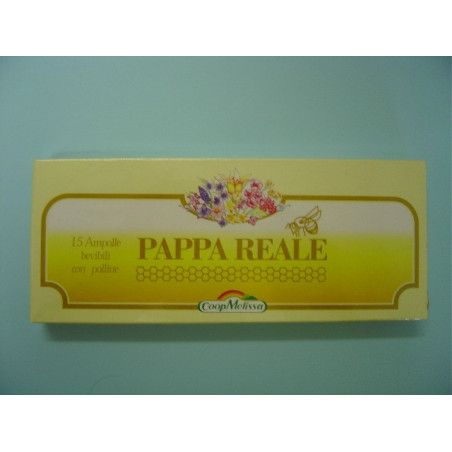 15 Ampolle
bevibili
con polline
PAPPA REALE
CoopMelissa